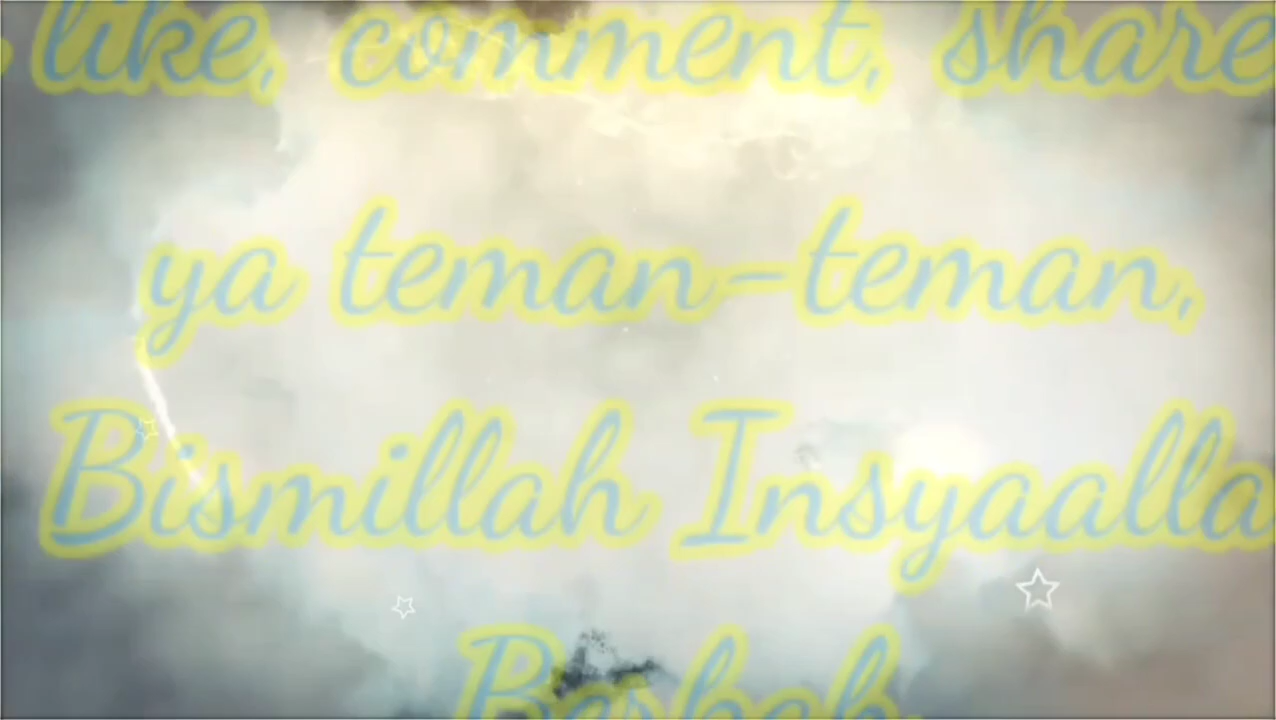 like, comment, share
ya teman-teman,
Bismillah Insyaalla